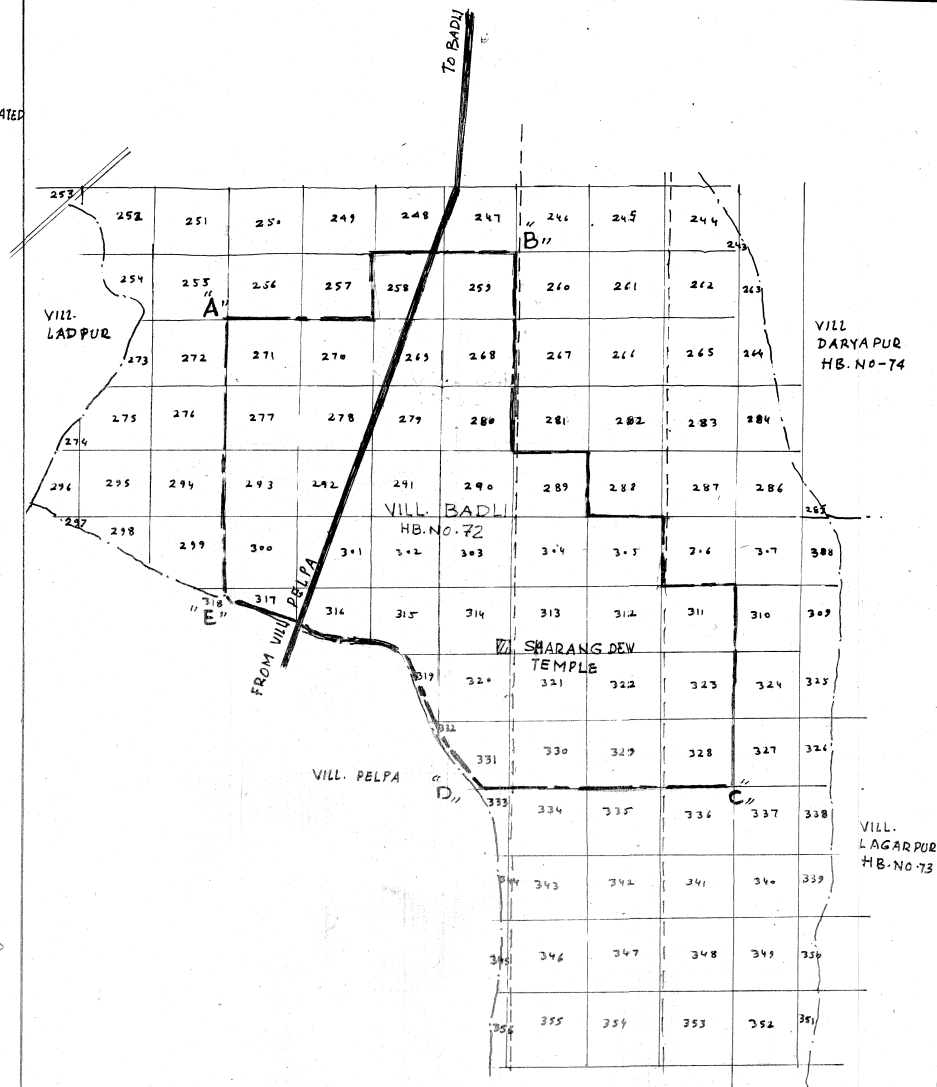 TO BADLI
ATED
253 252 251 250 249 248 247 246 245 244 243
"B"
254 255 256 257 258 259 260 261 262 263
"A"
VILL.
LADPUR
VILL
DARYAPUR
HB.NO-74
273 272 271 270 269 268 267 266 265 264
274 275 276 277 278 279 280 281 282 283 284
296 295 294 293 292 291 290 289 288 287 286 285
VILL. BADLI
HB.NO.72
297 298 299 300 301 302 303 304 305 306 307 308
318 317 316 315 314 313 312 311 310 309
"E"
FROM VILL PELPA
SHARANG DEW
TEMPLE
319 320 321 322 323 324 325
332 331 330 329 328 327 326
VILL. PELPA
"D"
"C"
333 334 335 336 337 338
VILL.
LAGARPUR
HB-NO.73
344 343 342 341 340 339
345 346 347 348 349 350
356 355 354 353 352 351